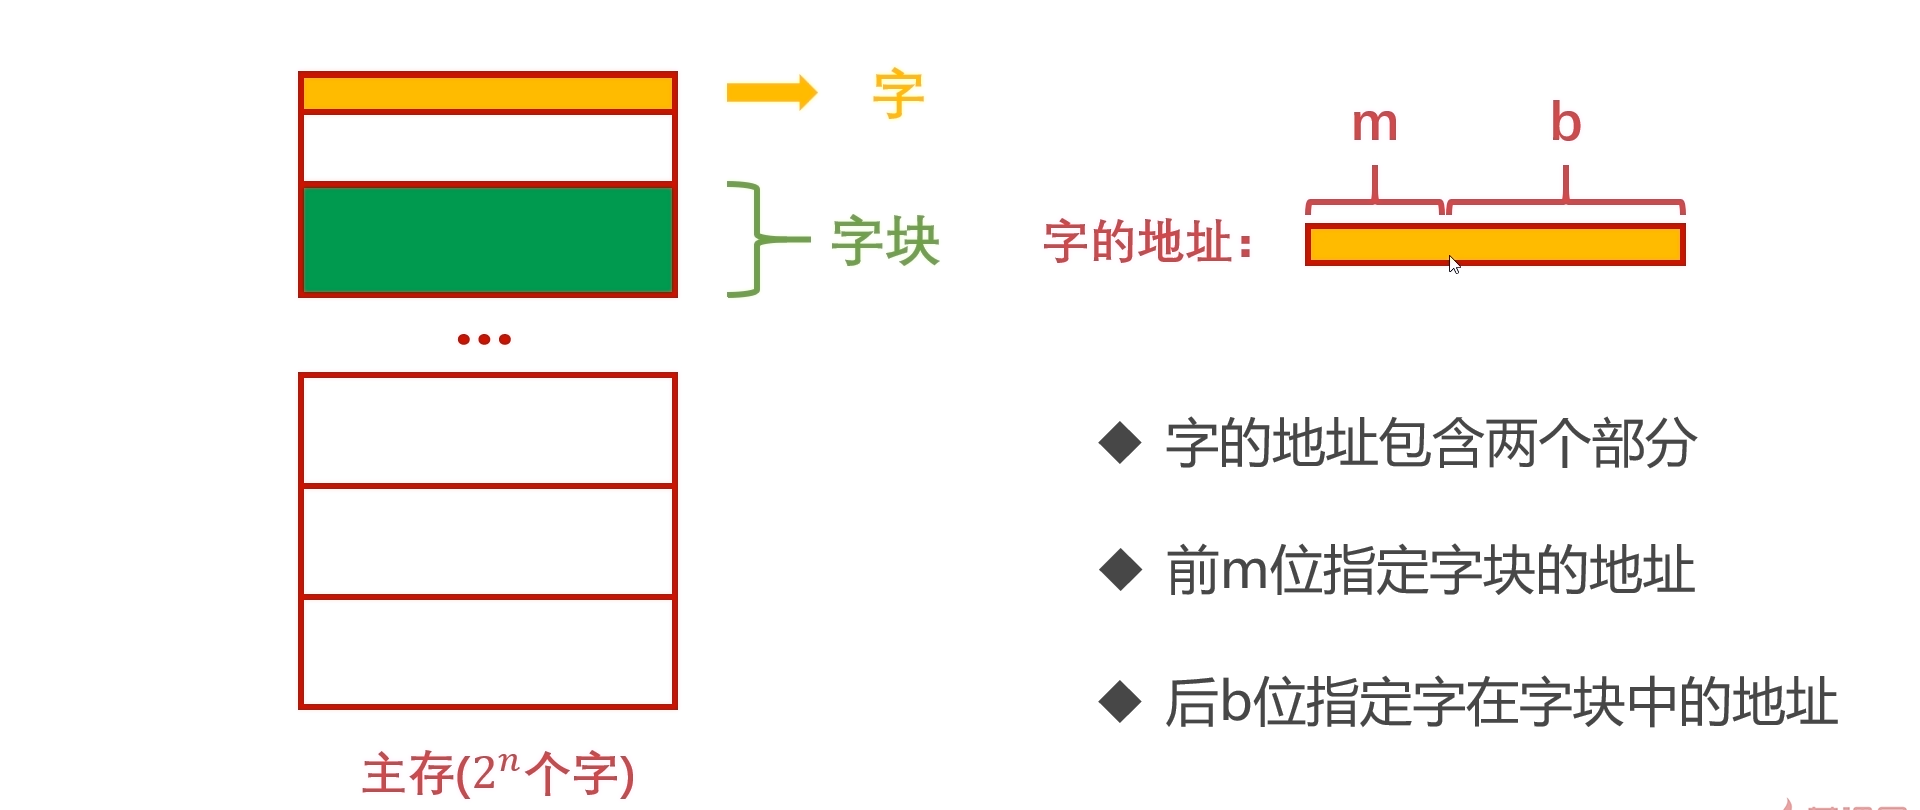 字
m b
字块
字的地址:
...
字的地址包含两个部分
前m位指定字块的地址
后b位指定字在字块中的地址
主存(2ⁿ个字)